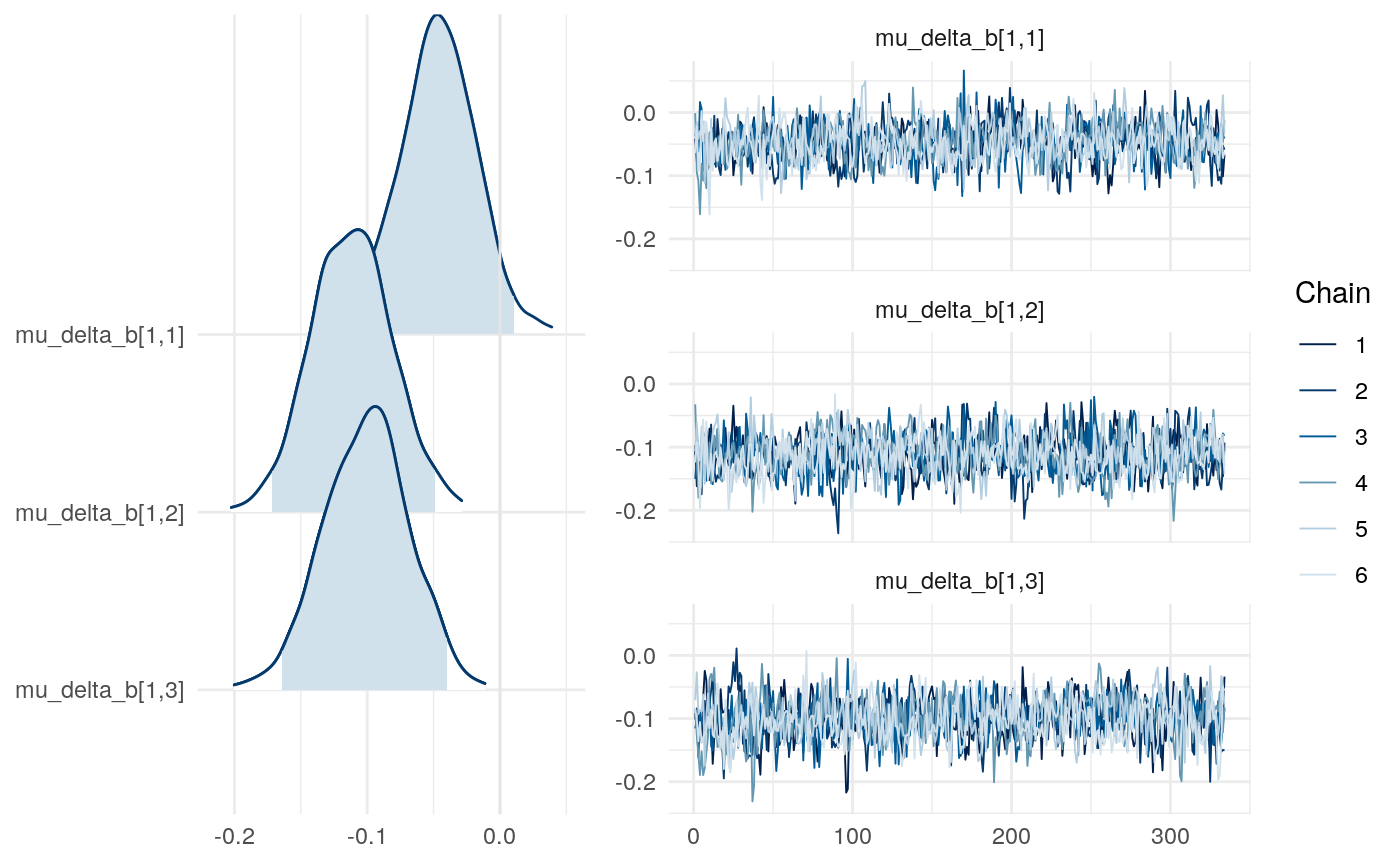 mu_delta_b[1,1]
mu_delta_b[1,2]
mu_delta_b[1,3]
-0.2 -0.1 0.0
mu_delta_b[1,1]
0.0
-0.1
-0.2
mu_delta_b[1,2]
0.0
-0.1
-0.2
mu_delta_b[1,3]
0.0
-0.1
-0.2
0 100 200 300
Chain
1
2
3
4
5
6